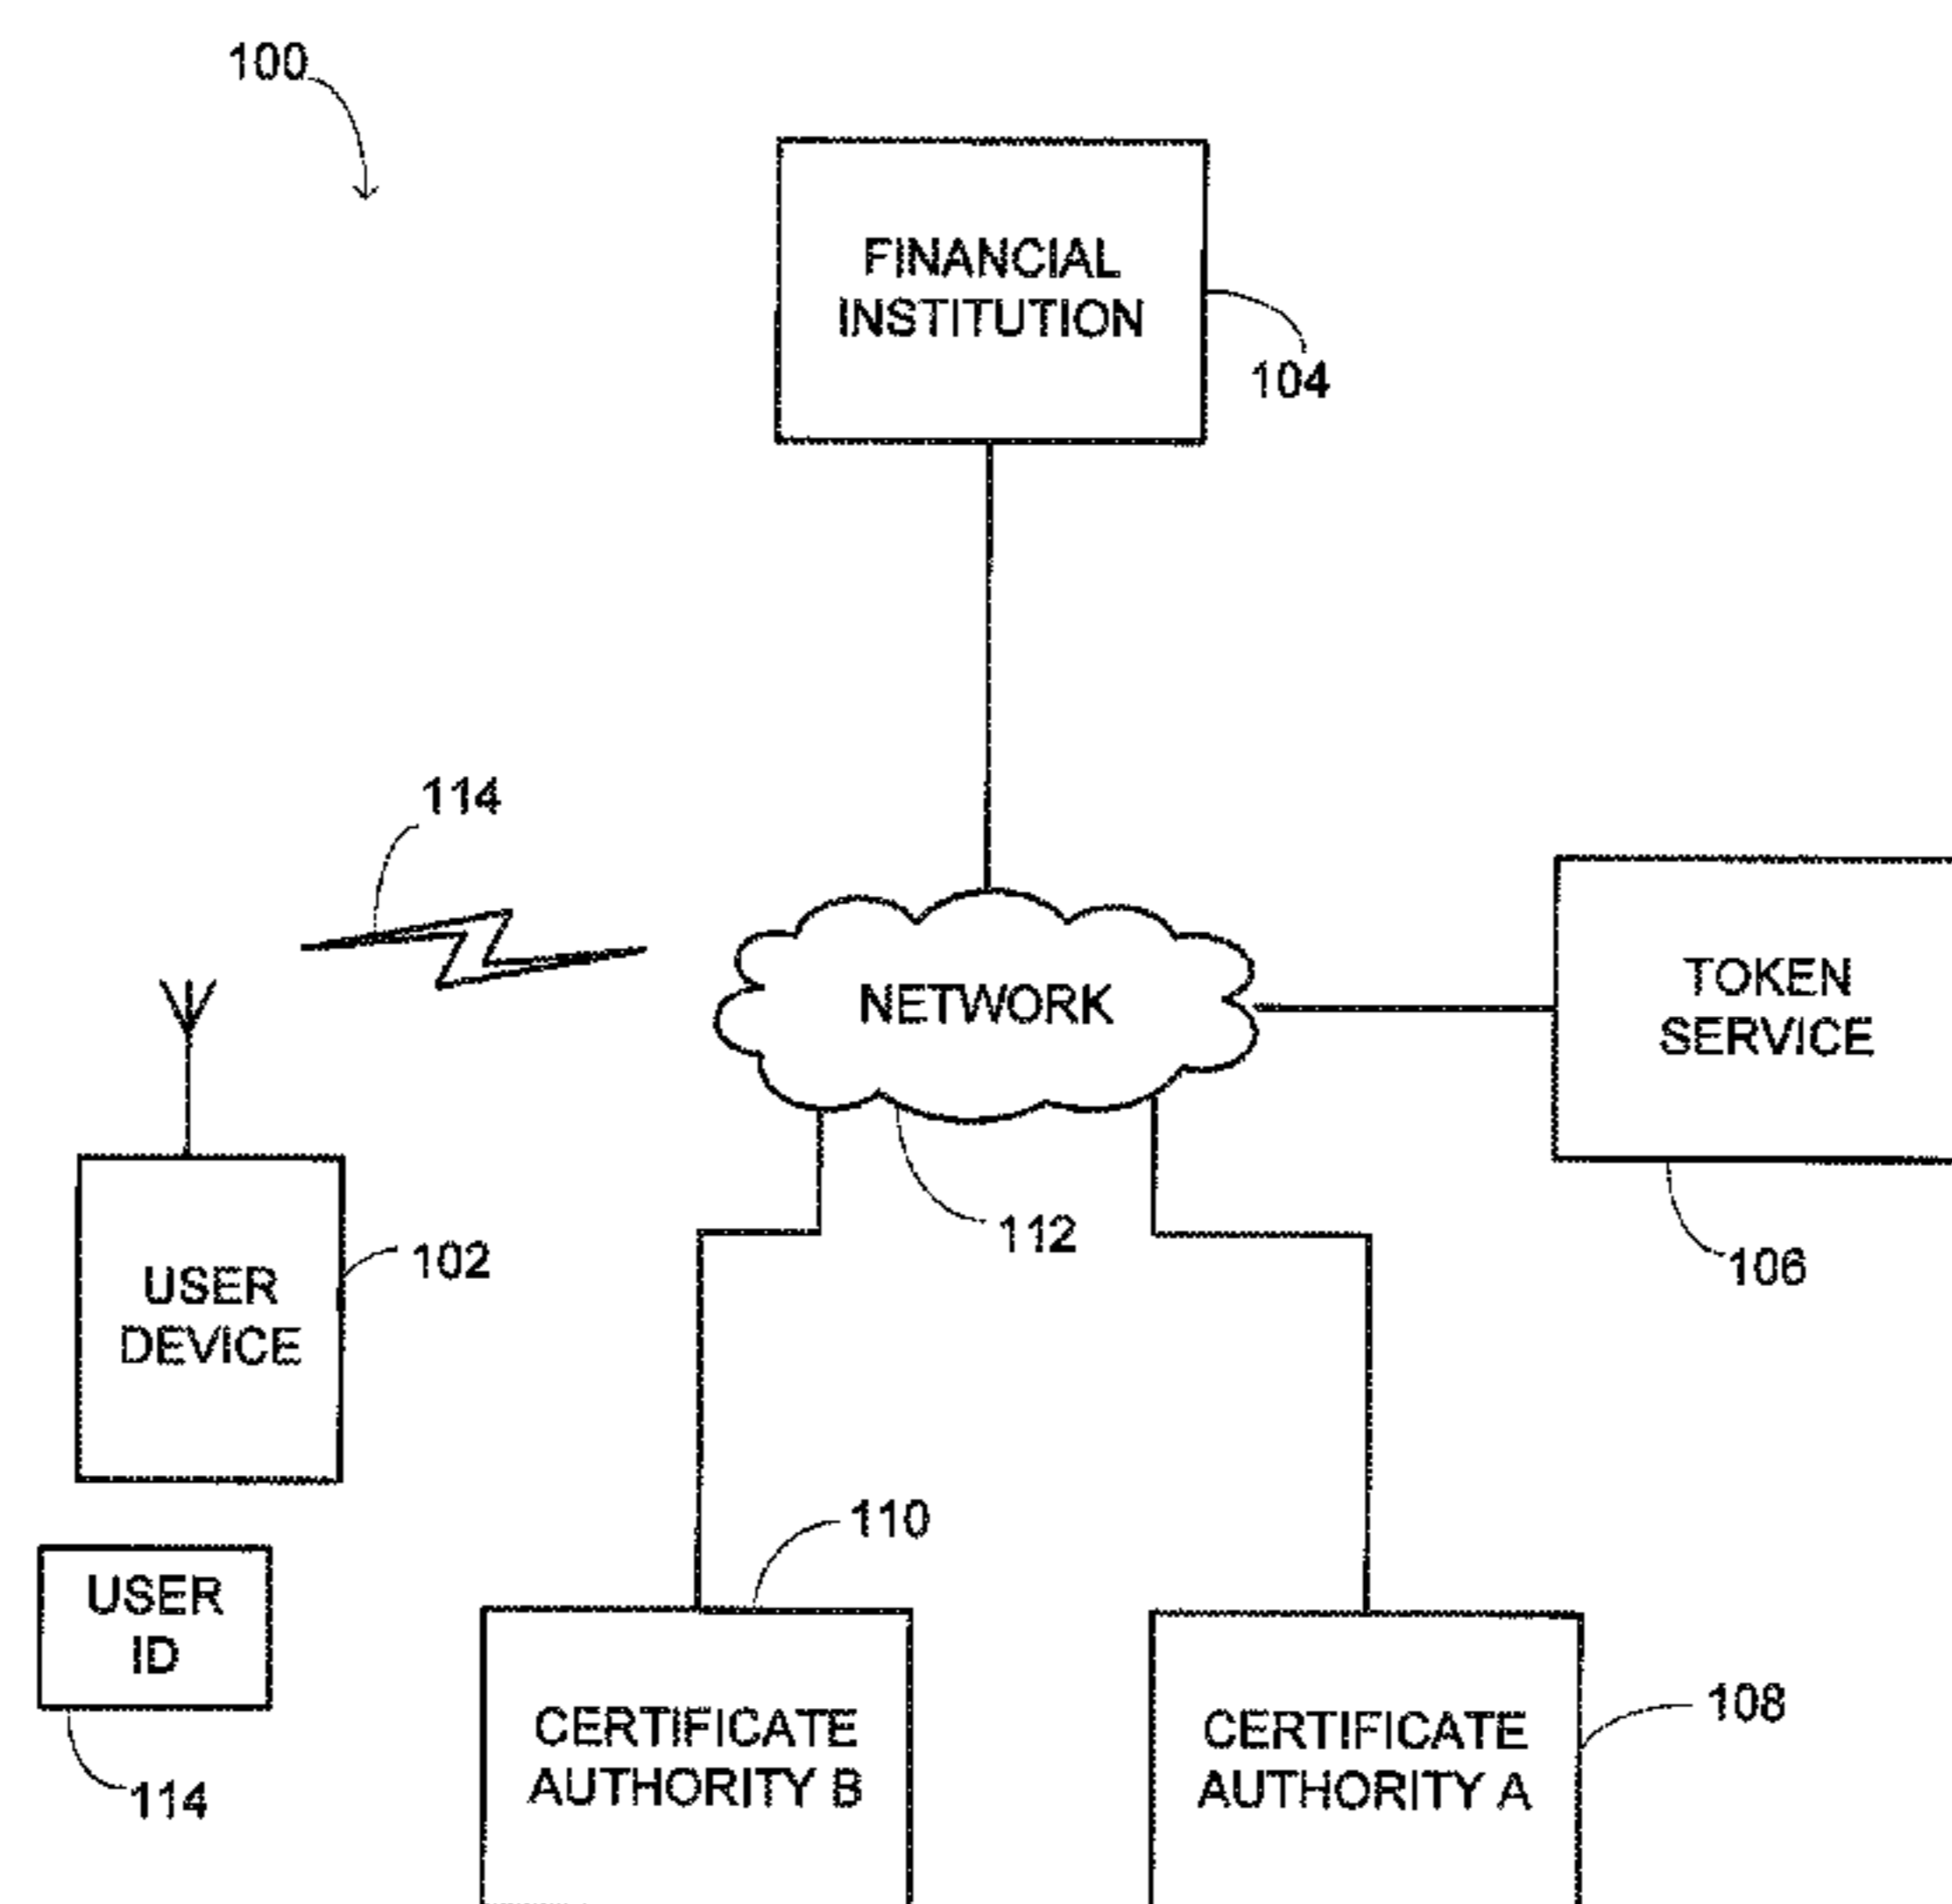 100
FINANCIAL
INSTITUTION
104
114
NETWORK
TOKEN
SERVICE
112
106
102
USER
DEVICE
110
USER
ID
114
CERTIFICATE
AUTHORITY B
CERTIFICATE
AUTHORITY A
108